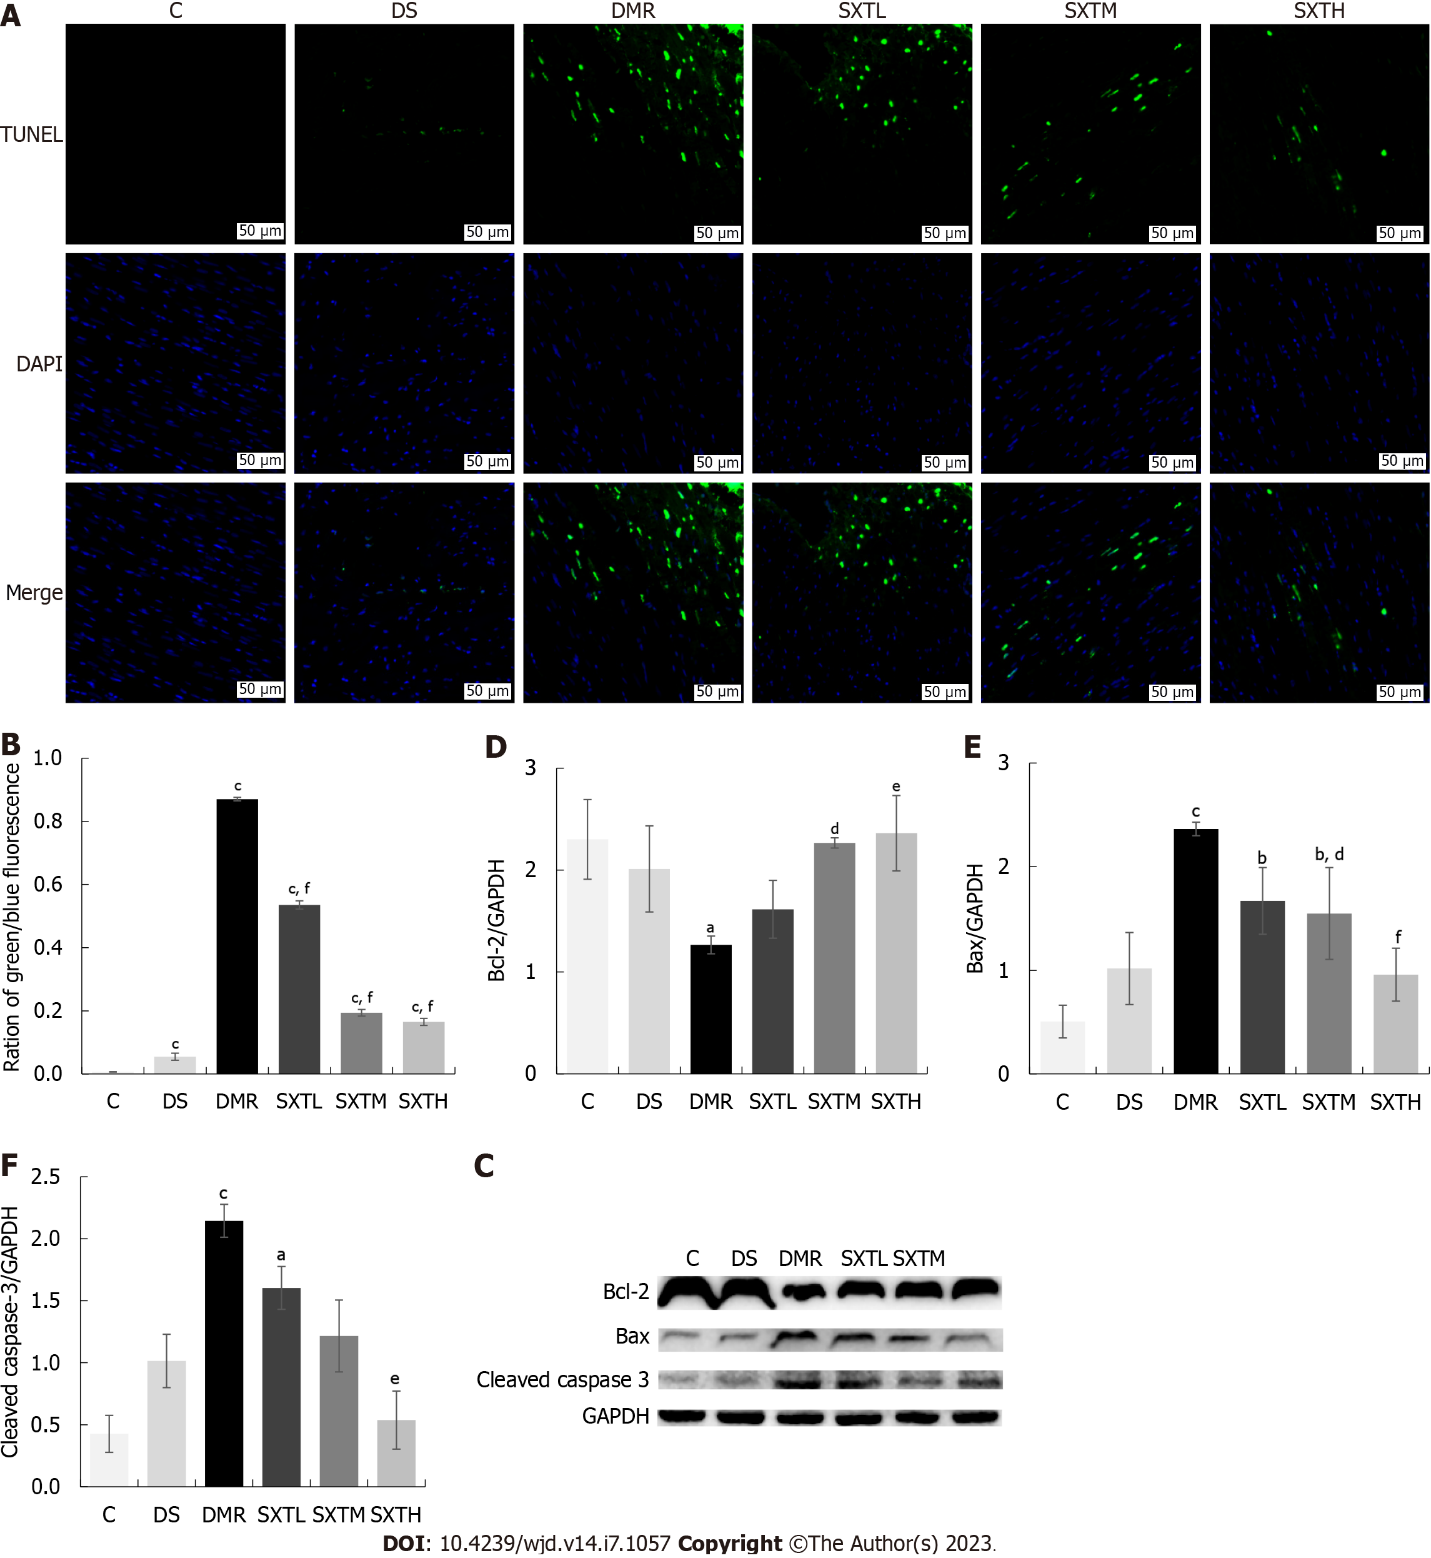 A
C DS DMR SXTL SXTM SXTH
TUNEL
50 μm 50 μm 50 μm 50 μm 50 μm 50 μm
DAPI
50 μm 50 μm 50 μm 50 μm 50 μm 50 μm
Merge
50 μm 50 μm 50 μm 50 μm 50 μm 50 μm
B
Ration of green/blue fluorescence
1.0
0.8
0.6
0.4
0.2
0.0
c
c
c, f
c, f
c, f
C DS DMR SXTL SXTM SXTH
D
Bcl-2/GAPDH
3
2
1
0
a
d
e
C DS DMR SXTL SXTM SXTH
E
Bax/GAPDH
3
2
1
0
c
b
b, d
f
C DS DMR SXTL SXTM SXTH
F
Cleaved caspase-3/GAPDH
2.5
2.0
1.5
1.0
0.5
0.0
c
a
e
C DS DMR SXTL SXTM SXTH
C
C DS DMR SXTL SXTM
Bcl-2
Bax
Cleaved caspase 3
GAPDH
DOI: 10.4239/wjd.v14.i7.1057 Copyright ©The Author(s) 2023.